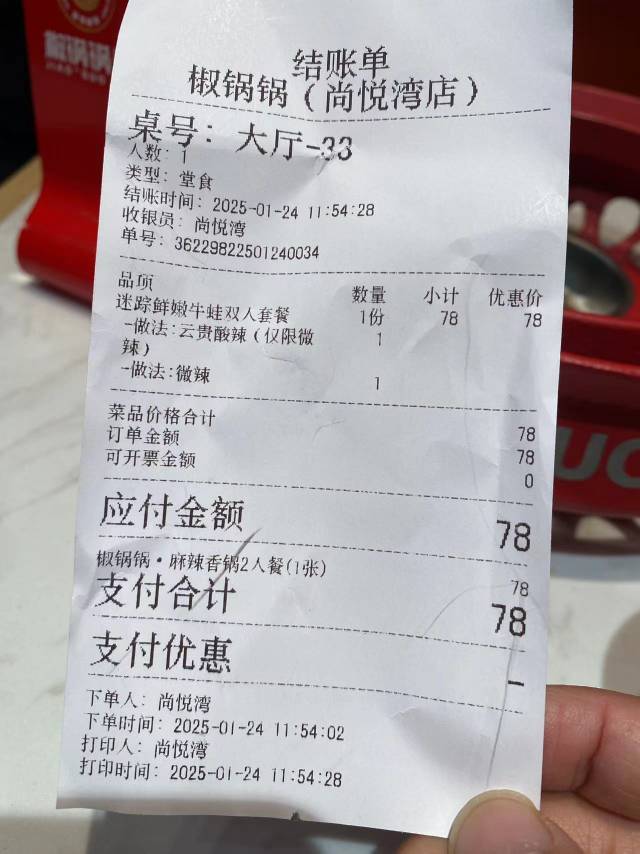 椒锅锅
结账单
椒锅锅（尚悦湾店）
桌号: 大厅-33
人数: 1
类型: 堂食
结账时间: 2025-01-24 11:54:28
收银员: 尚悦湾
单号: 36229822501240034
品项 数量 小计 优惠价
迷踪鲜嫩牛蛙双人套餐 1份 78 78
-做法:云贵酸辣（仅限微 1
辣）
-做法:微辣 1
菜品价格合计 78
订单金额 78
可开票金额 0
应付金额 78
椒锅锅·麻辣香锅2人餐(1张) 78
支付合计 78
支付优惠 -
下单人: 尚悦湾
下单时间: 2025-01-24 11:54:02
打印人: 尚悦湾
打印时间: 2025-01-24 11:54:28
UO